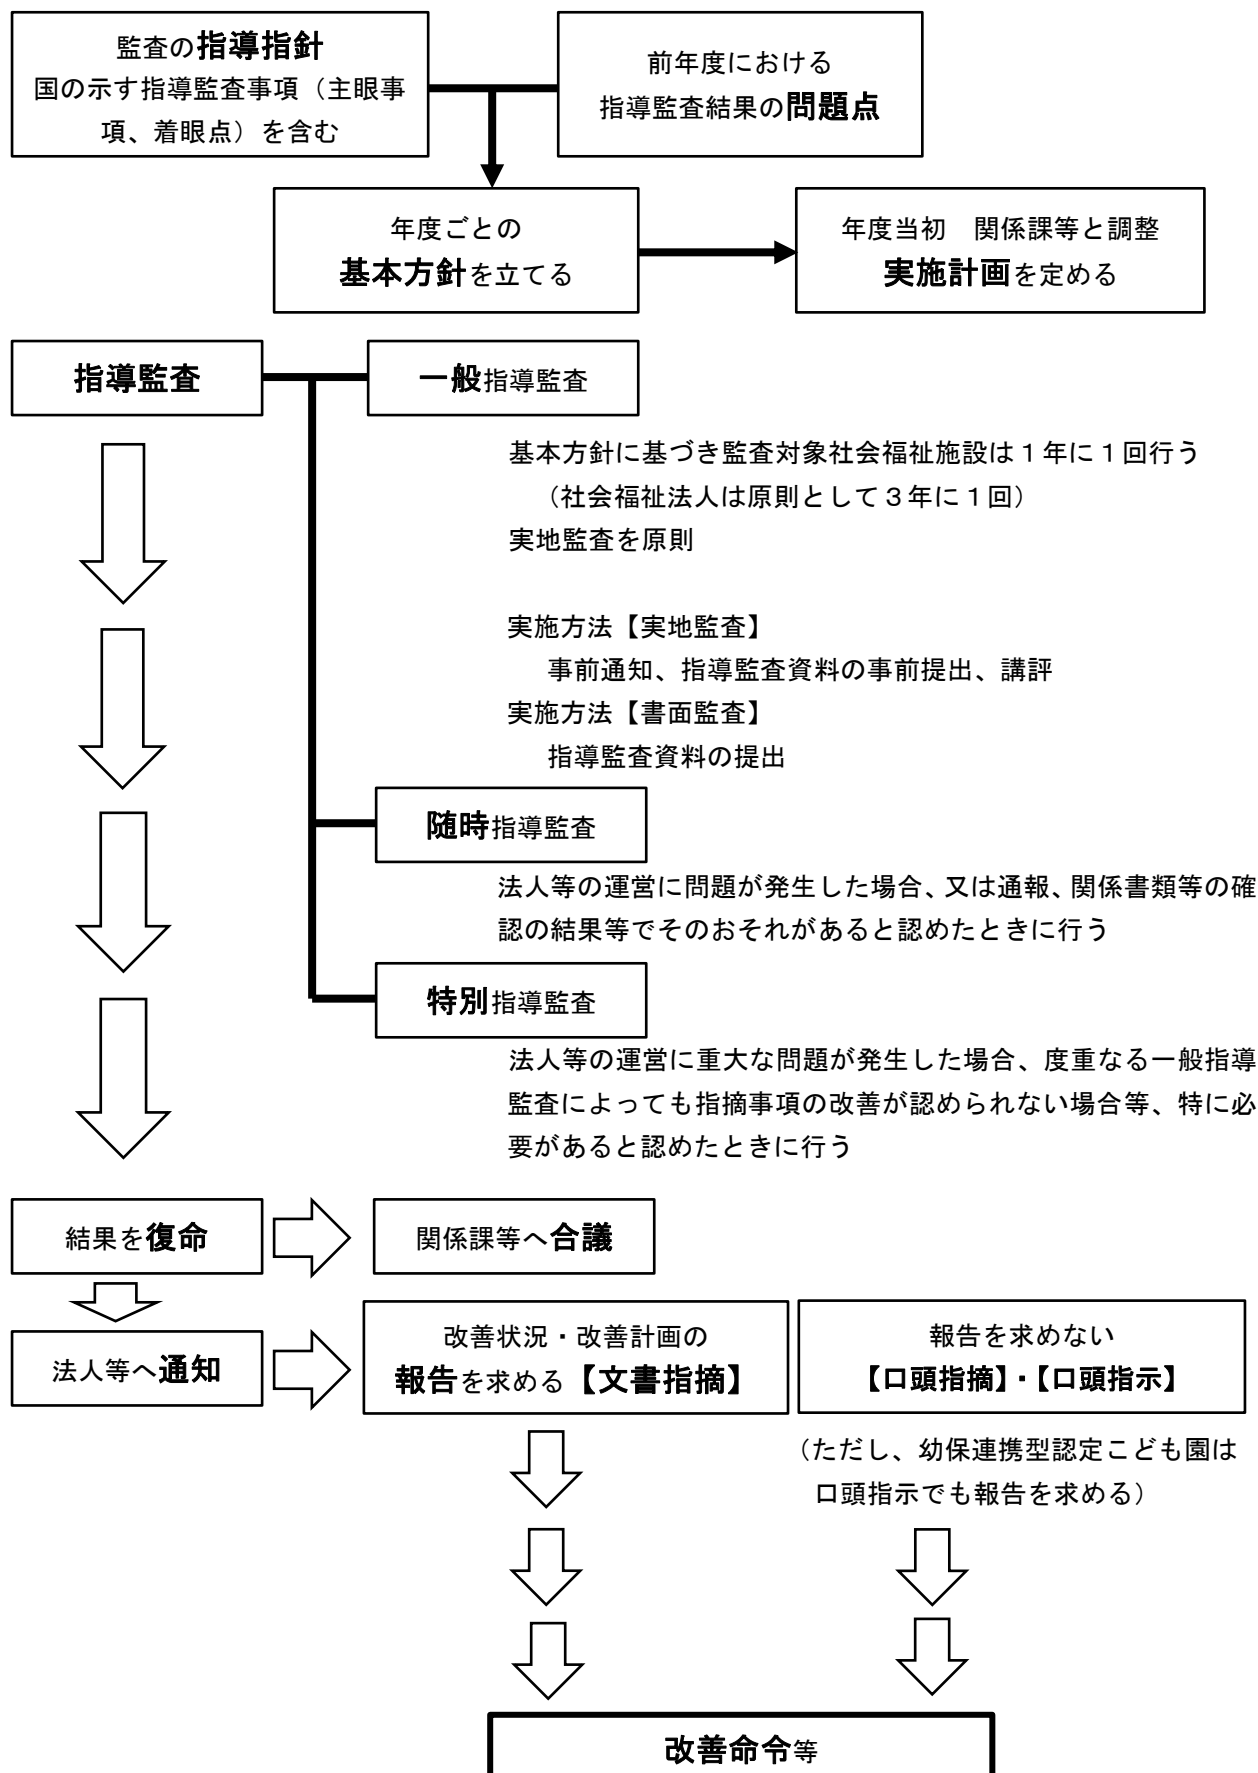 監査の指導指針
国の示す指導監査事項（主眼事
項、着眼点）を含む
前年度における
指導監査結果の問題点
年度ごとの
基本方針を立てる
年度当初　関係課等と調整
実施計画を定める
指導監査
一般指導監査
基本方針に基づき監査対象社会福祉施設は１年に１回行う
（社会福祉法人は原則として３年に１回）
実地監査を原則
実施方法【実地監査】
事前通知、指導監査資料の事前提出、講評
実施方法【書面監査】
指導監査資料の提出
随時指導監査
法人等の運営に問題が発生した場合、又は通報、関係書類等の確
認の結果等でそのおそれがあると認めたときに行う
特別指導監査
法人等の運営に重大な問題が発生した場合、度重なる一般指導
監査によっても指摘事項の改善が認められない場合等、特に必
要があると認めたときに行う
結果を復命
関係課等へ合議
法人等へ通知
改善状況・改善計画の
報告を求める【文書指摘】
報告を求めない
【口頭指摘】・【口頭指示】
（ただし、幼保連携型認定こども園は
口頭指示でも報告を求める）
改善命令等